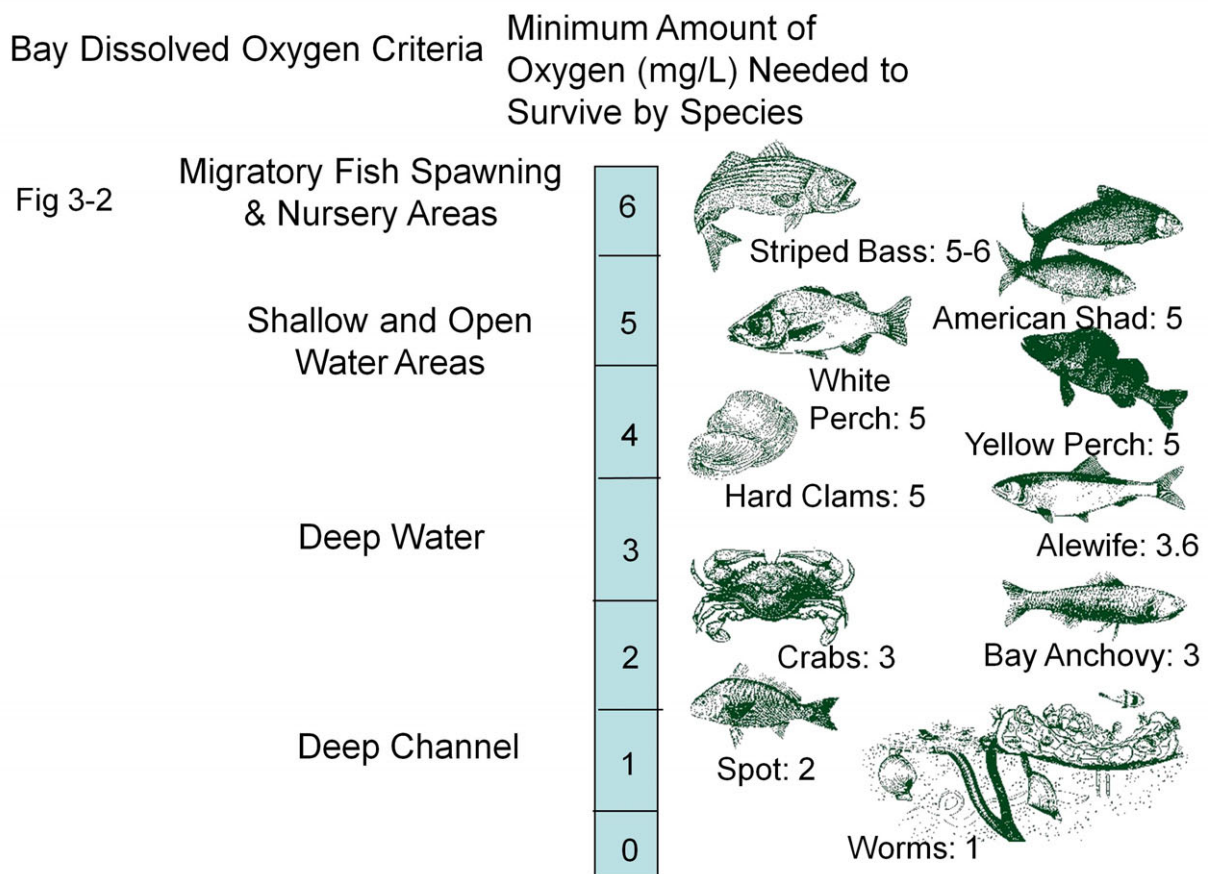 Bay Dissolved Oxygen Criteria
Minimum Amount of
Oxygen (mg/L) Needed to
Survive by Species
Fig 3-2
Migratory Fish Spawning
& Nursery Areas
Shallow and Open
Water Areas
Deep Water
Deep Channel
6
5
4
3
2
1
0
Striped Bass: 5-6
American Shad: 5
White
Perch: 5
Yellow Perch: 5
Hard Clams: 5
Alewife: 3.6
Crabs: 3
Bay Anchovy: 3
Spot: 2
Worms: 1